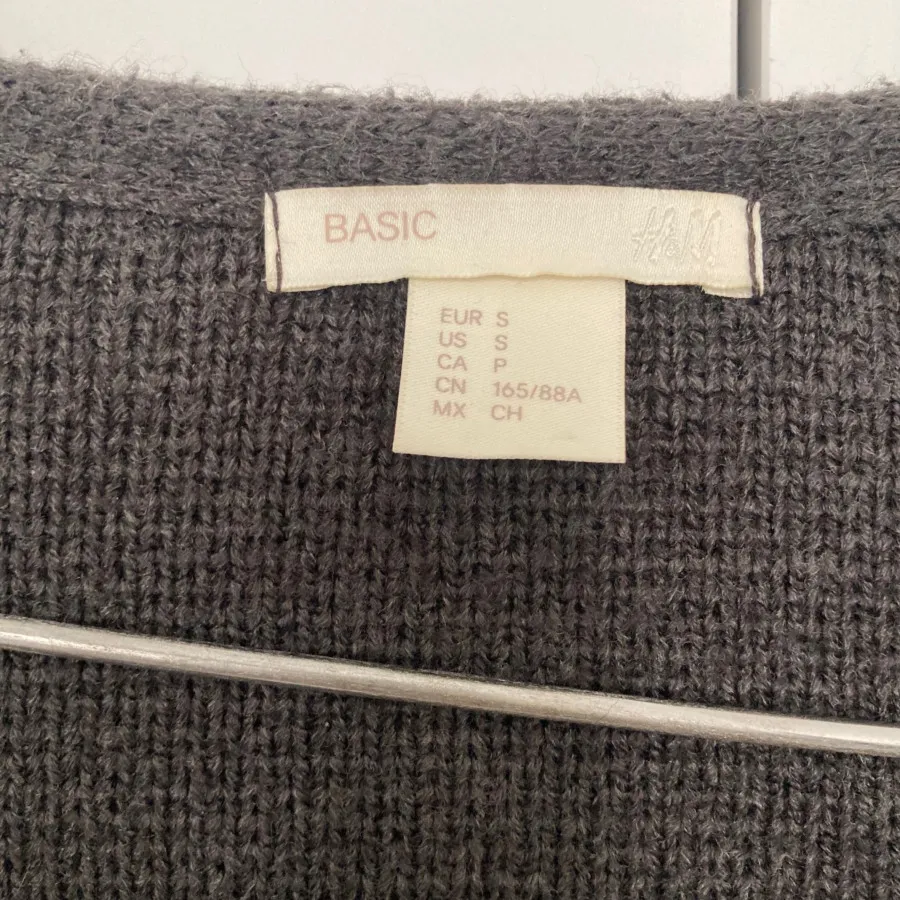 BASIC H&M
EUR S
US S
CA P
CN 165/88A
MX CH